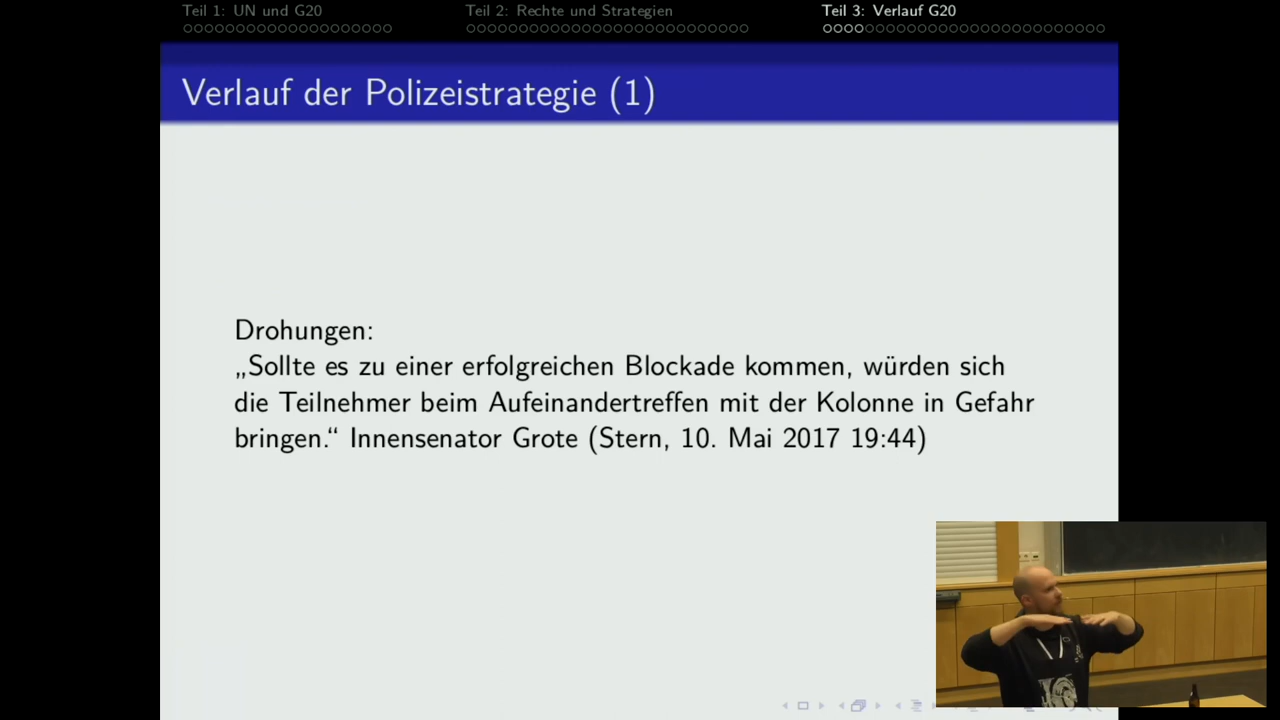 Teil 1: UN und G20
Teil 2: Rechte und Strategien
Teil 3: Verlauf G20
Verlauf der Polizeistrategie (1)
Drohungen:
„Sollte es zu einer erfolgreichen Blockade kommen, würden sich
die Teilnehmer beim Aufeinandertreffen mit der Kolonne in Gefahr
bringen.“ Innensenator Grote (Stern, 10. Mai 2017 19:44)